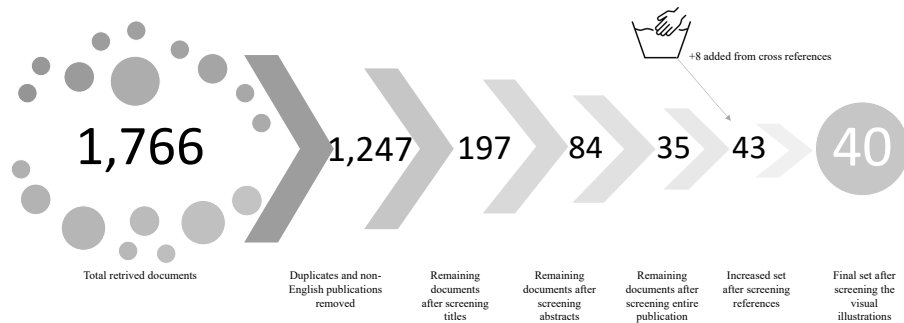 +8 added from cross references
1,766
1,247
197
84
35
43
40
Total retrived documents
Duplicates and non-
English publications
removed
Remaining
documents
after screening
titles
Remaining
documents after
screening
abstracts
Remaining
documents after
screening entire
publication
Increased set
after screening
references
Final set after
screening the
visual
illustrations